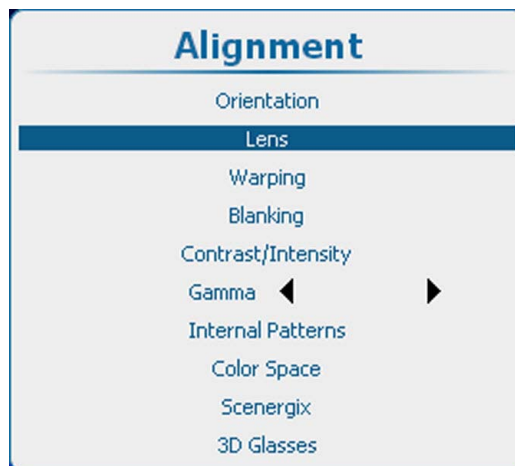 Alignment
Orientation
Lens
Warping
Blanking
Contrast/Intensity
Gamma
Internal Patterns
Color Space
Scenergix
3D Glasses